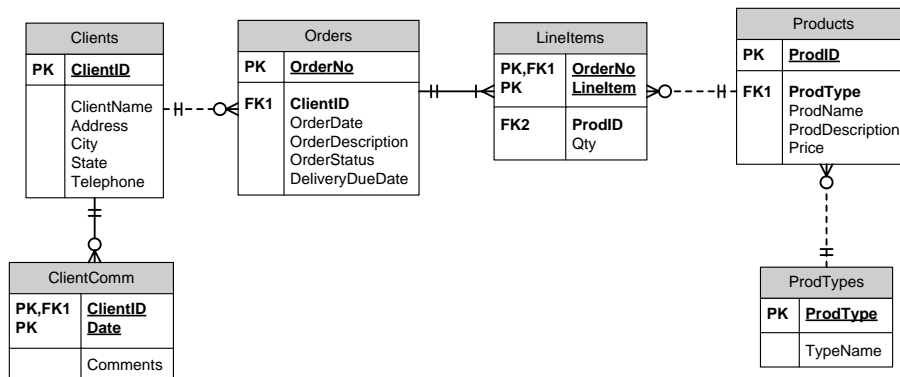 Clients
PK ClientID
ClientName
Address
City
State
Telephone
Orders
PK OrderNo
FK1 ClientID
OrderDate
OrderDescription
OrderStatus
DeliveryDueDate
LineItems
PK,FK1 OrderNo
PK LineItem
FK2 ProdID
Qty
Products
PK ProdID
FK1 ProdType
ProdName
ProdDescription
Price
ClientComm
PK,FK1 ClientID
PK Date
Comments
ProdTypes
PK ProdType
TypeName